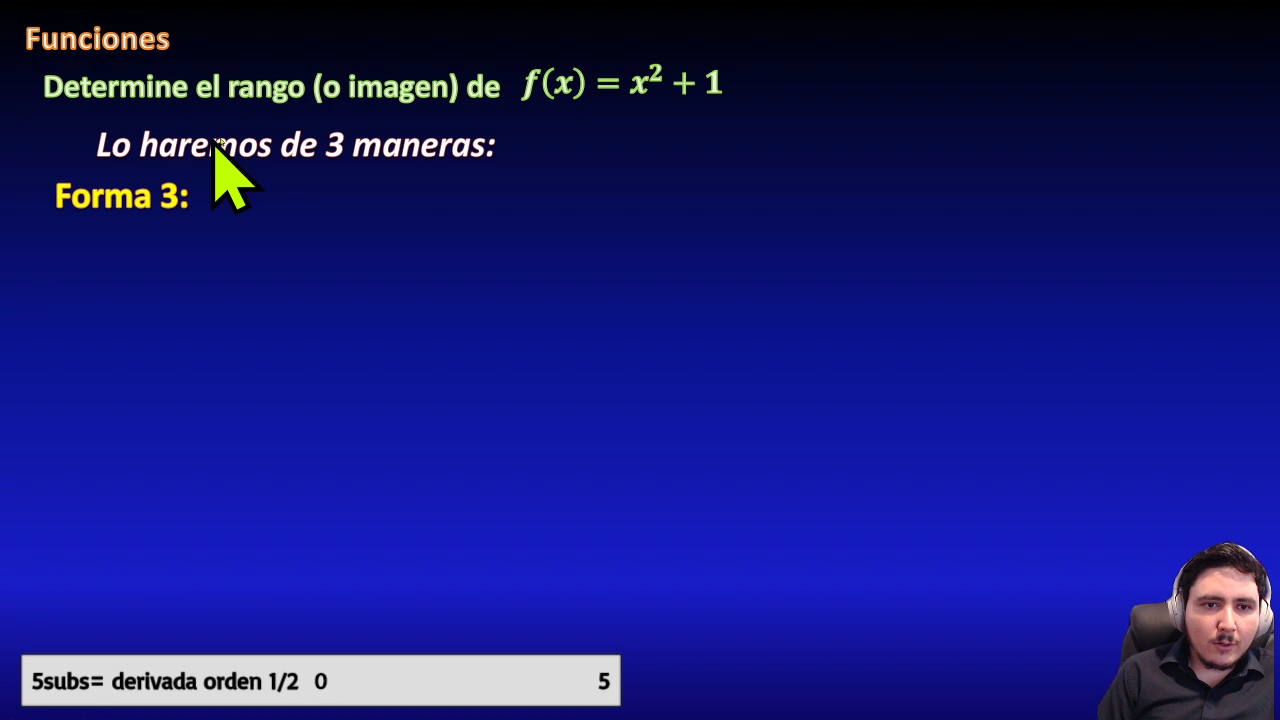 Funciones
Determine el rango (o imagen) de f(x) = x² + 1
Lo haremos de 3 maneras:
Forma 3:
5subs= derivada orden 1/2 0 5